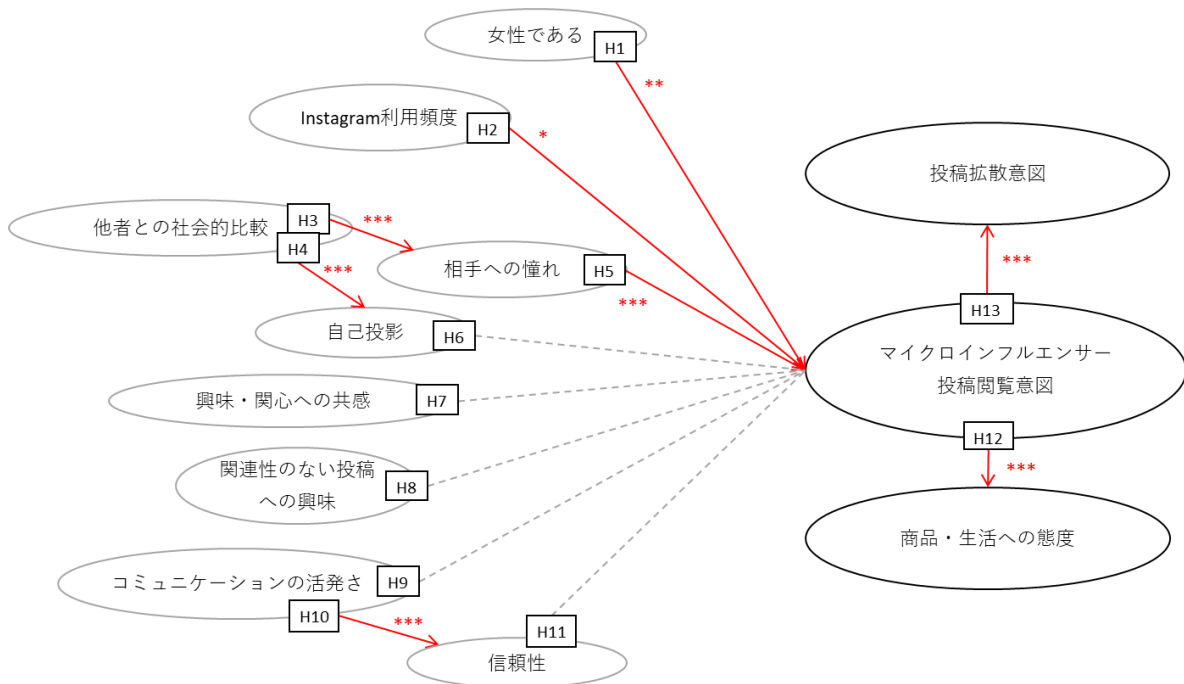 女性である
H1
**
Instagram利用頻度
H2
*
投稿拡散意図
他者との社会的比較
H3
***
H4
***
相手への憧れ
H5
***
***
H13
自己投影
H6
マイクロインフルエンサー
投稿閲覧意図
興味・関心への共感
H7
H12
***
関連性のない投稿
への興味
H8
商品・生活への態度
コミュニケーションの活発さ
H9
H10
***
H11
信頼性